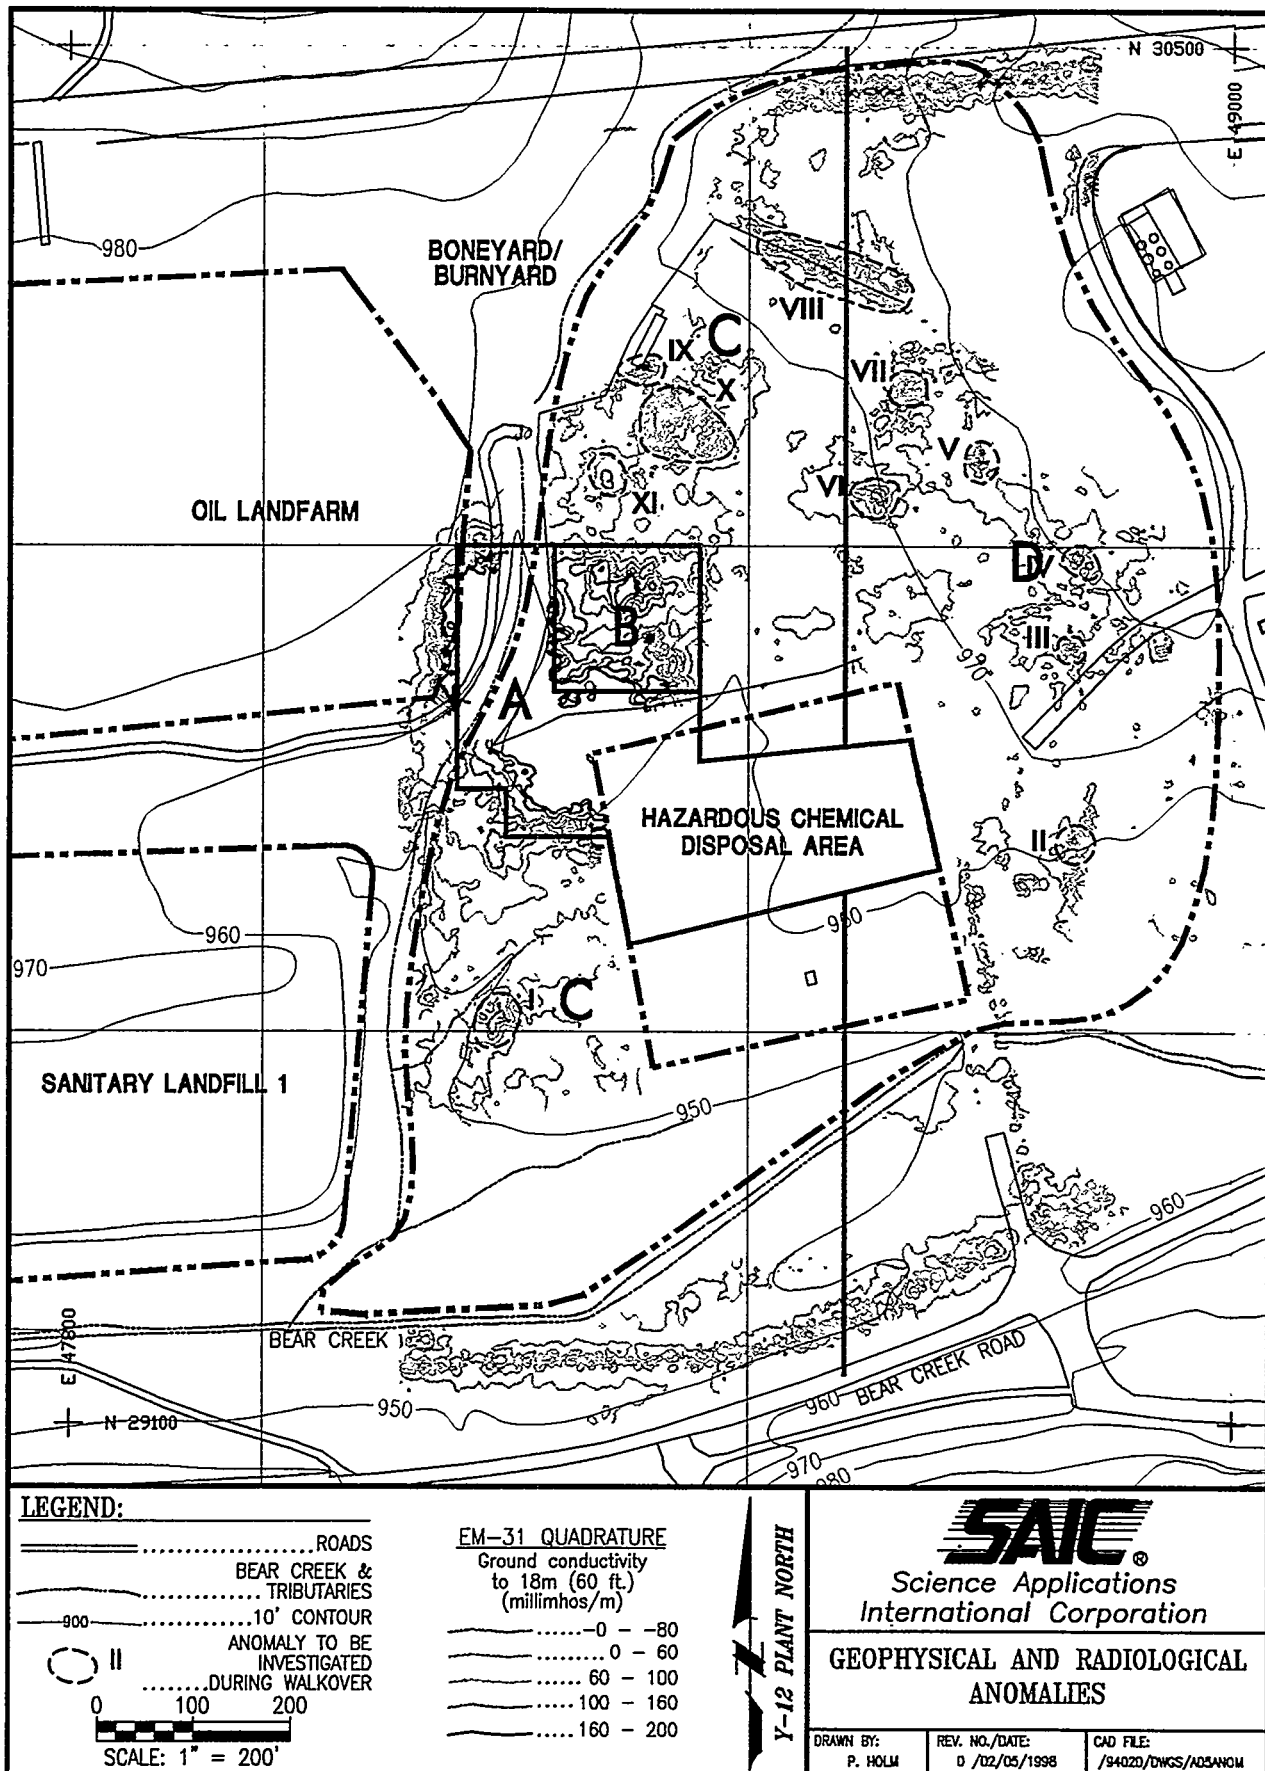 N 30500
E 49000
980
BONEYARD/
BURNYARD
VIII
IX
C
X
VII
V
VI
XI
OIL LANDFARM
D
IV
B
III
970
A
HAZARDOUS CHEMICAL
DISPOSAL AREA
II
960
960
970
I
C
SANITARY LANDFILL 1
950
960
E 47800
BEAR CREEK
BEAR CREEK ROAD
960
950
N 29100
970
980
LEGEND:
ROADS
BEAR CREEK &
TRIBUTARIES
900
10' CONTOUR
II
ANOMALY TO BE
INVESTIGATED
DURING WALKOVER
0 100 200
SCALE: 1" = 200'
EM-31 QUADRATURE
Ground conductivity
to 18m (60 ft.)
(millimhos/m)
-0 - -80
0 - 60
60 - 100
100 - 160
160 - 200
N
Y-12 PLANT NORTH
SAIC®
Science Applications
International Corporation
GEOPHYSICAL AND RADIOLOGICAL
ANOMALIES
DRAWN BY:
P. HOLM
REV. NO./DATE:
0 /02/05/1998
CAD FILE:
/94020/DWGS/A05ANOM